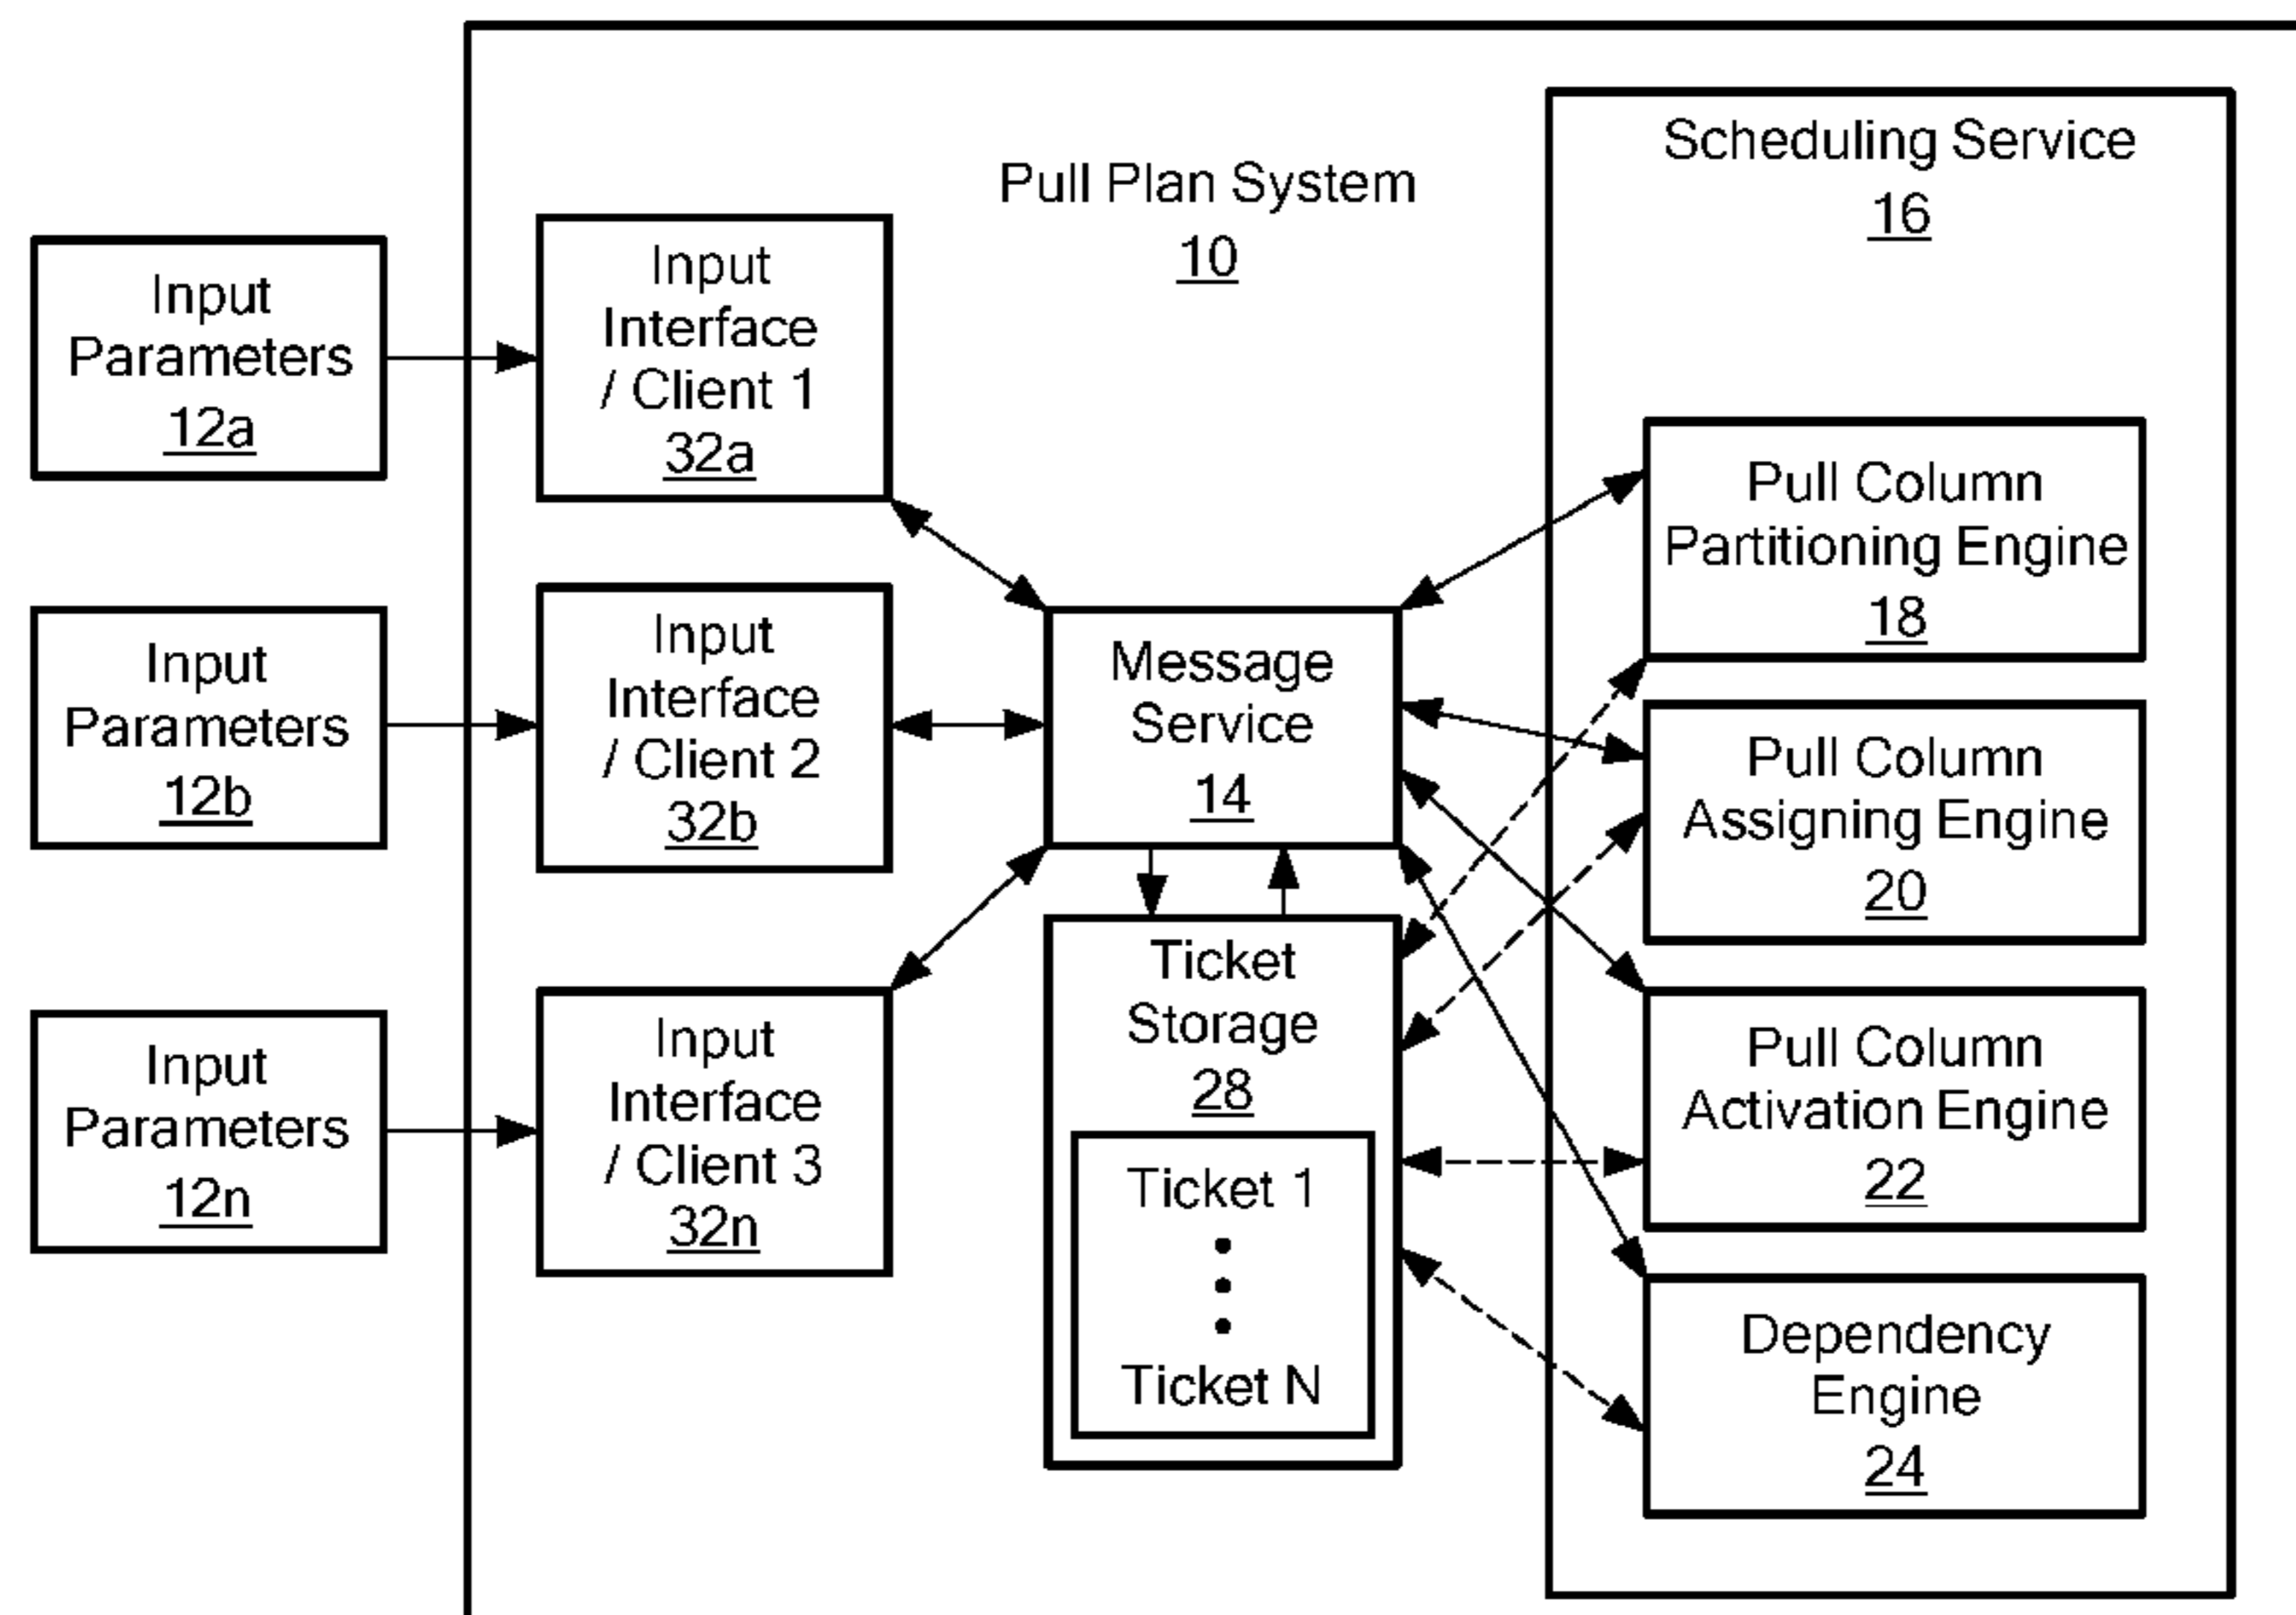 Pull Plan System
10
Input
Parameters
12a
Input
Parameters
12b
Input
Parameters
12n
Input
Interface
/ Client 1
32a
Input
Interface
/ Client 2
32b
Input
Interface
/ Client 3
32n
Message
Service
14
Ticket
Storage
28
Ticket 1
Ticket N
Scheduling Service
16
Pull Column
Partitioning Engine
18
Pull Column
Assigning Engine
20
Pull Column
Activation Engine
22
Dependency
Engine
24